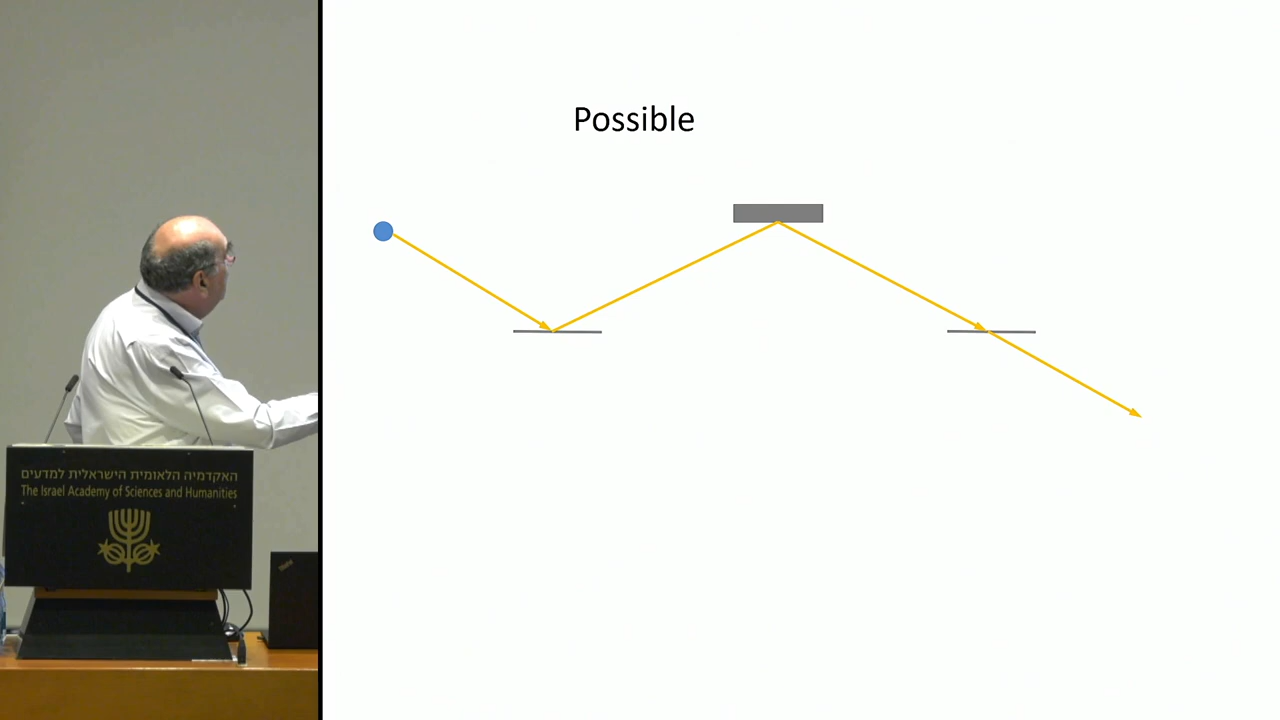 Possible
האקדמיה הלאומית הישראלית למדעים
The Israel Academy of Sciences and Humanities